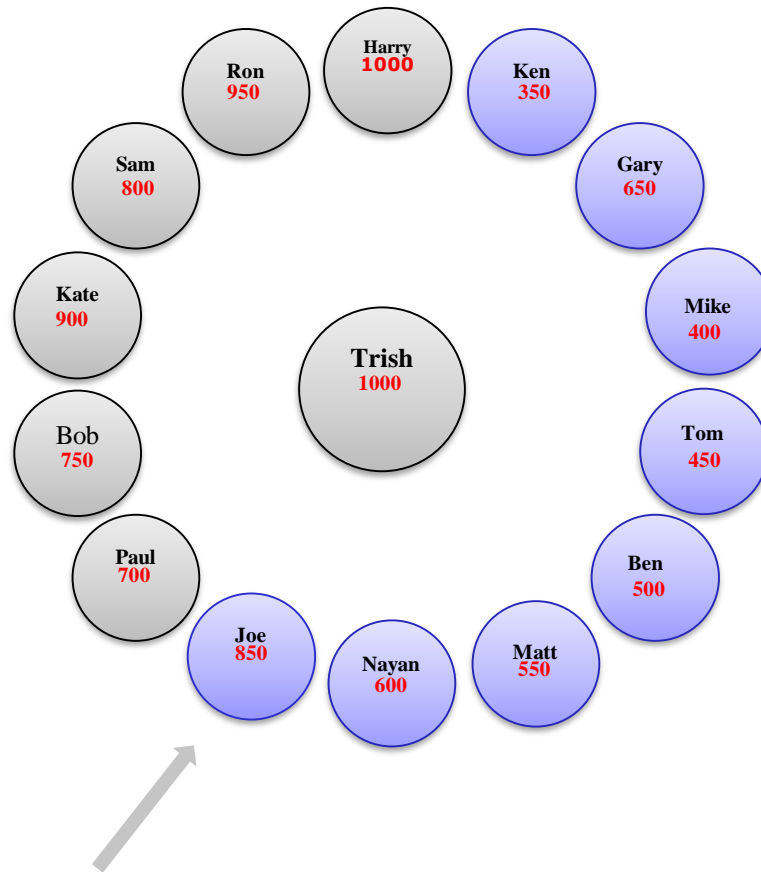 Harry
1000
Ken
350
Gary
650
Mike
400
Tom
450
Ben
500
Matt
550
Nayan
600
Joe
850
Paul
700
Bob
750
Kate
900
Sam
800
Ron
950
Trish
1000